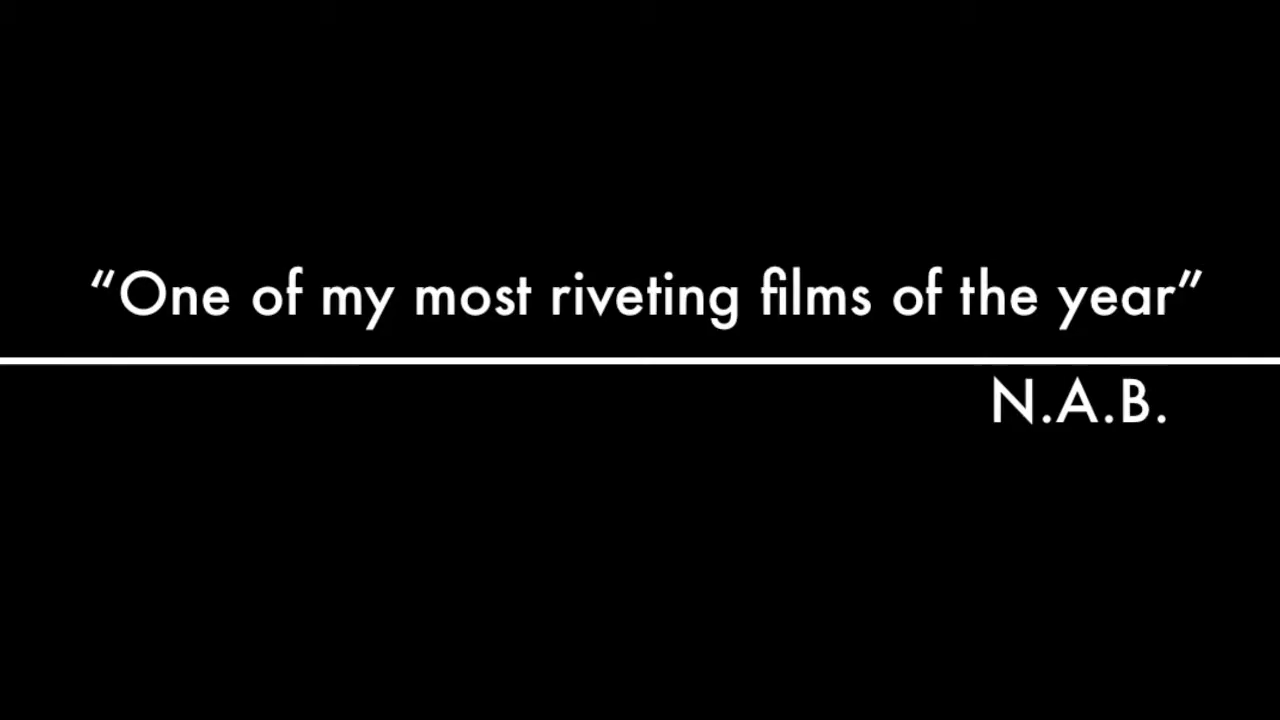 “One of my most riveting films of the year”
N.A.B.